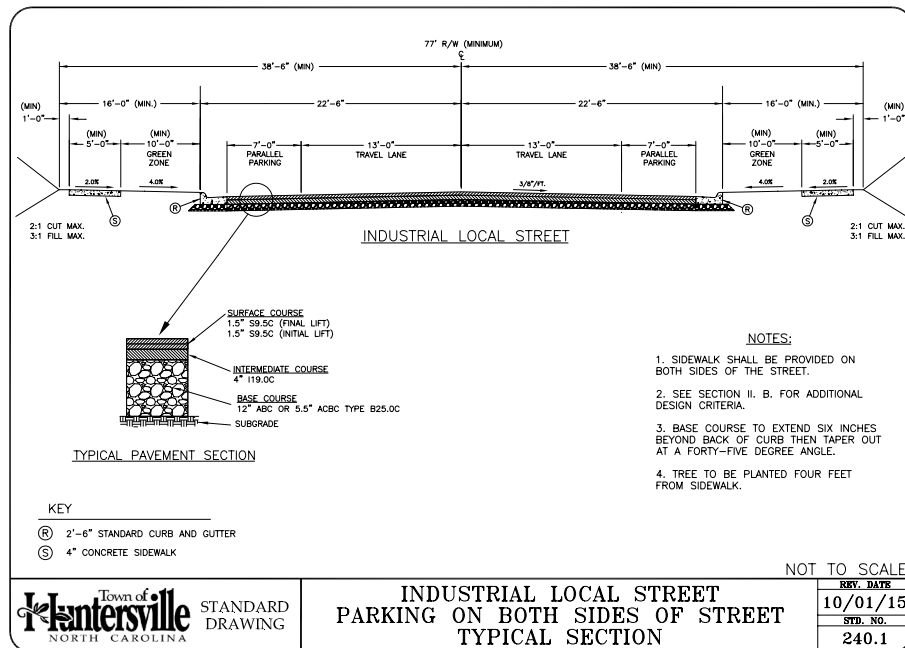 77' R/W (MINIMUM)
℄
38'-6" (MIN) 38'-6" (MIN)
(MIN) 16'-0" (MIN.) 22'-6" 22'-6" 16'-0" (MIN.) (MIN)
1'-0" 1'-0"
(MIN) (MIN) (MIN) (MIN)
5'-0" 10'-0" 7'-0" 13'-0" 13'-0" 7'-0" 10'-0" 5'-0"
GREEN ZONE PARALLEL PARKING TRAVEL LANE TRAVEL LANE PARALLEL PARKING GREEN ZONE
2.0% 4.0% 3/8"/FT. 4.0% 2.0%
S R R S
2:1 CUT MAX. 2:1 CUT MAX.
3:1 FILL MAX. 3:1 FILL MAX.
INDUSTRIAL LOCAL STREET
SURFACE COURSE
1.5" S9.5C (FINAL LIFT)
1.5" S9.5C (INITIAL LIFT)
INTERMEDIATE COURSE
4" I19.0C
BASE COURSE
12" ABC OR 5.5" ACBC TYPE B25.0C
SUBGRADE
TYPICAL PAVEMENT SECTION
NOTES:
1. SIDEWALK SHALL BE PROVIDED ON
BOTH SIDES OF THE STREET.
2. SEE SECTION II. B. FOR ADDITIONAL
DESIGN CRITERIA.
3. BASE COURSE TO EXTEND SIX INCHES
BEYOND BACK OF CURB THEN TAPER OUT
AT A FORTY-FIVE DEGREE ANGLE.
4. TREE TO BE PLANTED FOUR FEET
FROM SIDEWALK.
KEY
R 2'-6" STANDARD CURB AND GUTTER
S 4" CONCRETE SIDEWALK
NOT TO SCALE
Town of
Huntersville
NORTH CAROLINA
STANDARD
DRAWING
INDUSTRIAL LOCAL STREET
PARKING ON BOTH SIDES OF STREET
TYPICAL SECTION
REV. DATE
10/01/15
STD. NO.
240.1